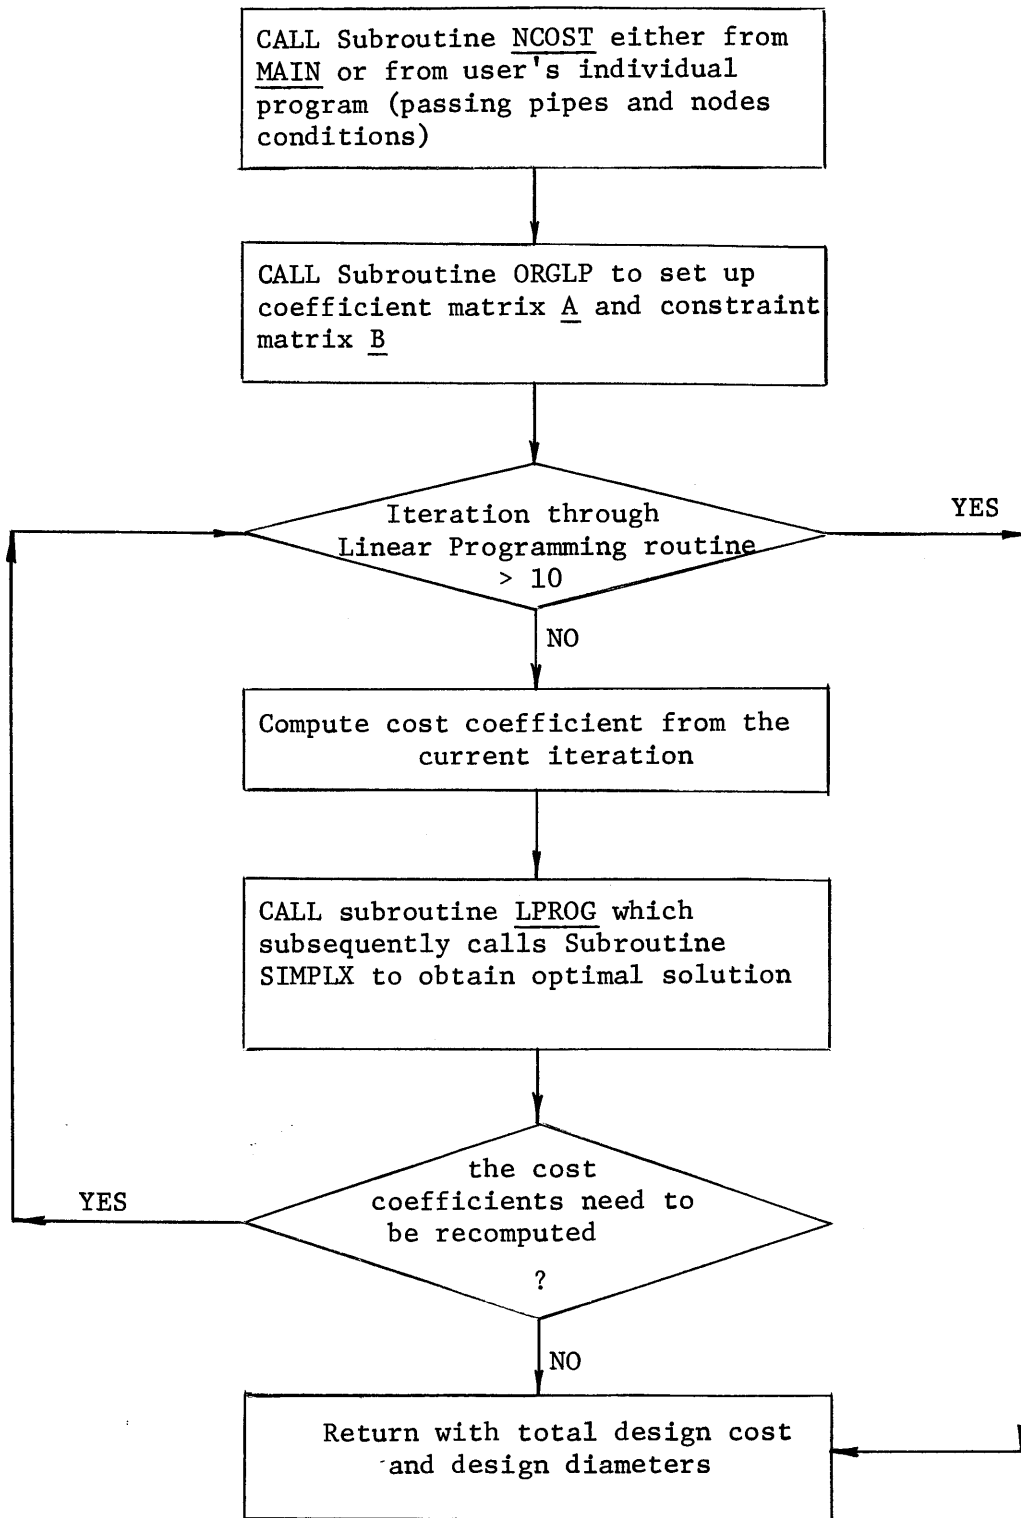 CALL Subroutine NCOST either from
MAIN or from user's individual
program (passing pipes and nodes
conditions)
CALL Subroutine ORGLP to set up
coefficient matrix A and constraint
matrix B
Iteration through
Linear Programming routine
> 10
YES
NO
Compute cost coefficient from the
current iteration
CALL subroutine LPROG which
subsequently calls Subroutine
SIMPLX to obtain optimal solution
the cost
coefficients need to
be recomputed
?
YES
NO
Return with total design cost
and design diameters